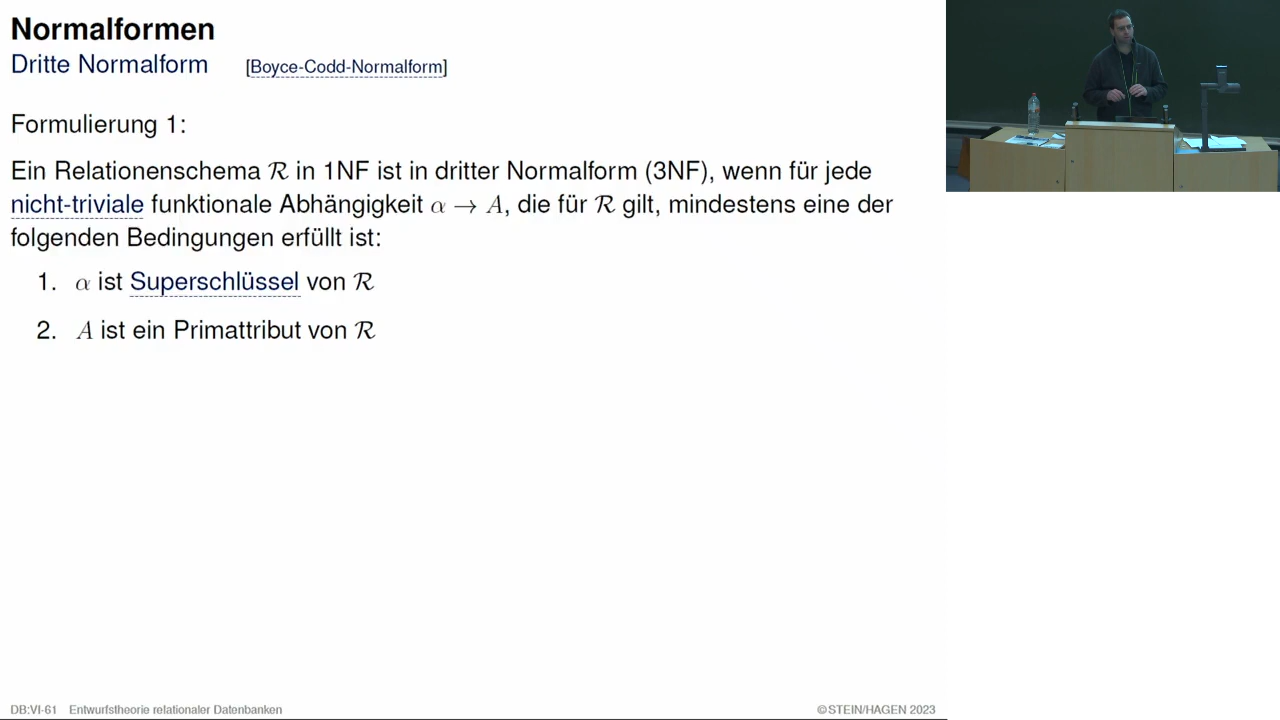 Normalformen
Dritte Normalform [Boyce-Codd-Normalform]
Formulierung 1:
Ein Relationenschema ℛ in 1NF ist in dritter Normalform (3NF), wenn für jede
nicht-triviale funktionale Abhängigkeit α → A, die für ℛ gilt, mindestens eine der
folgenden Bedingungen erfüllt ist:
1. α ist Superschlüssel von ℛ
2. A ist ein Primattribut von ℛ
DB:VI-61 Entwurfstheorie relationaler Datenbanken ©STEIN/HAGEN 2023